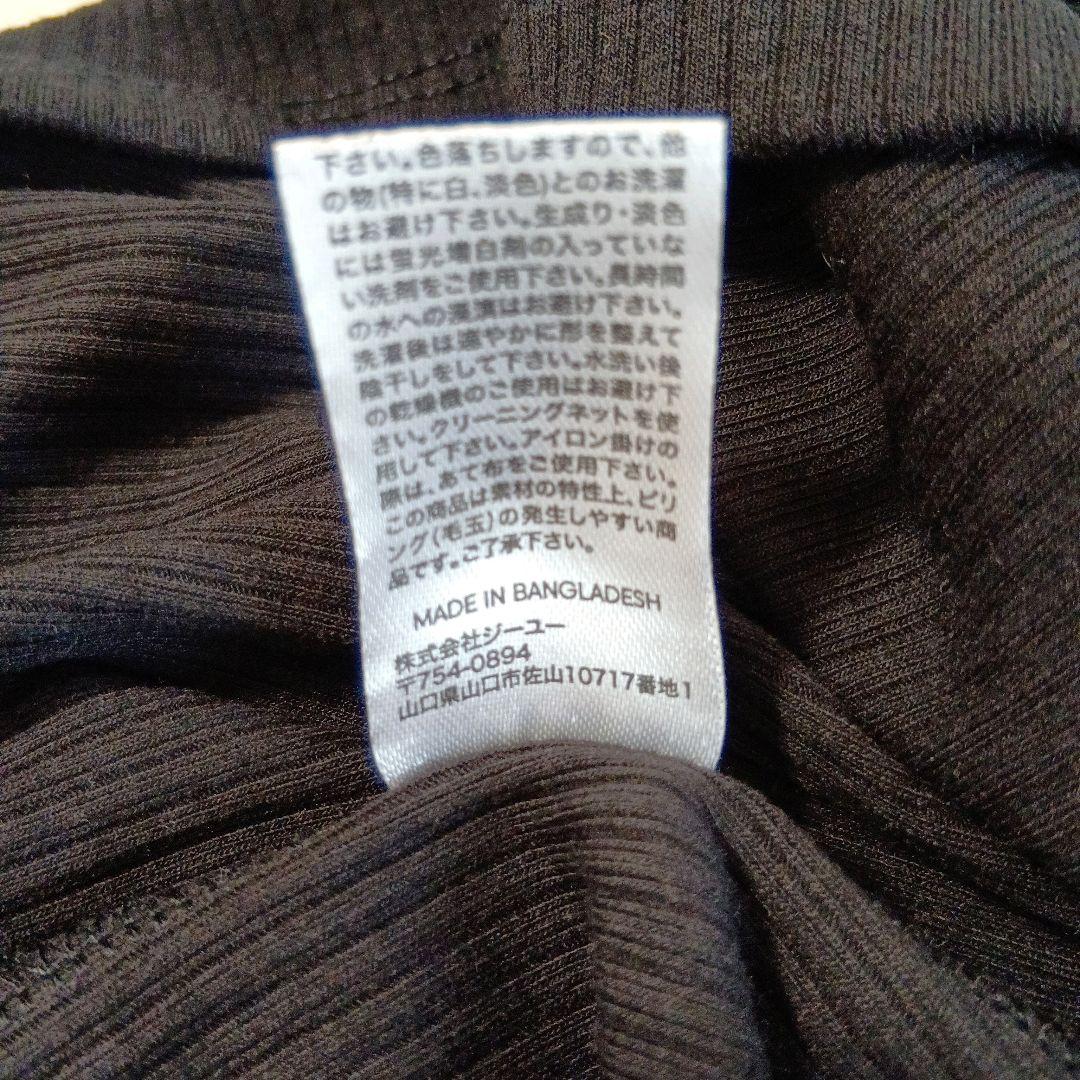 下さい。色落ちしますので、他
の物(特に白、淡色)とのお洗濯
はお避け下さい。生成り・淡色
には蛍光増白剤の入っていな
い洗剤をご使用下さい。長時間
の水への浸漬はお避け下さい。
洗濯後は速やかに形を整えて
陰干しをして下さい。水洗い後
の乾燥機のご使用はお避け下
さい。クリーニングネットを使
用して下さい。アイロン掛けの
際は、あて布をご使用下さい。
この商品は素材の特性上、ピリ
ング(毛玉)の発生しやすい商
品です。ご了承下さい。
MADE IN BANGLADESH
株式会社ジーユー
〒754-0894
山口県山口市佐山10717番地1